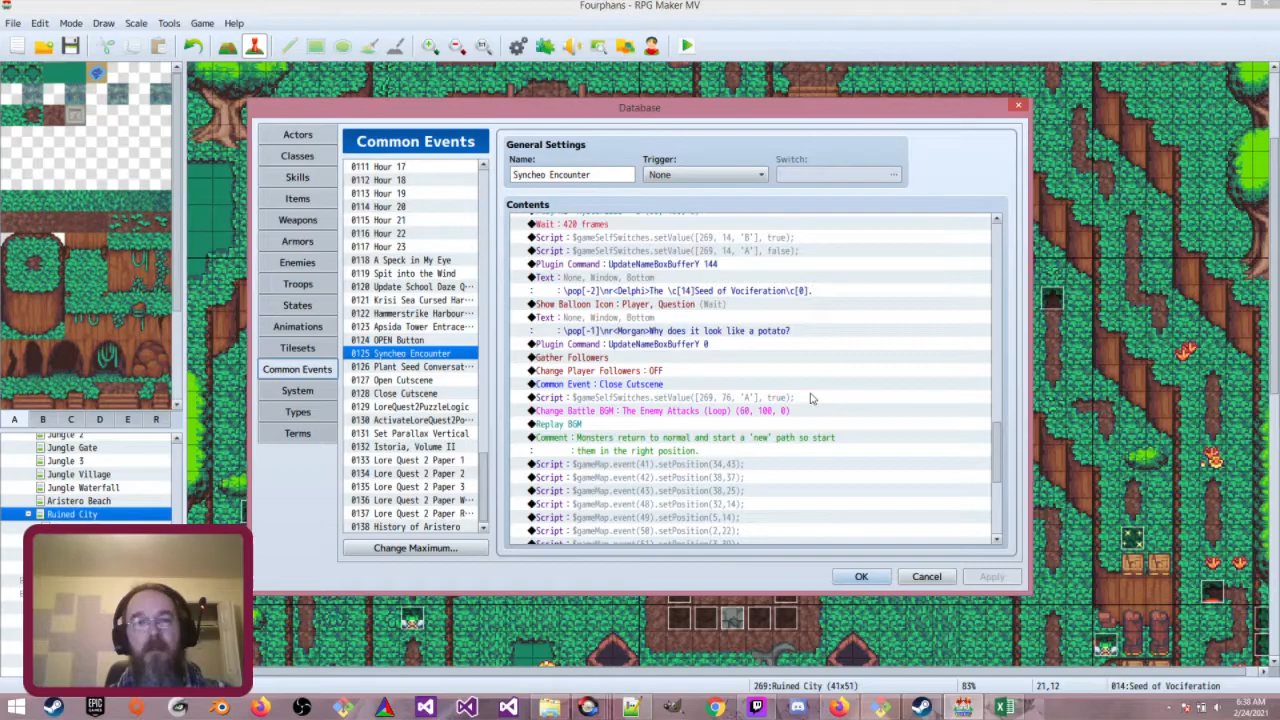 Fourphans - RPG Maker MV
File Edit Mode Draw Scale Tools Game Help
Database
Actors
Classes
Skills
Items
Weapons
Armors
Enemies
Troops
States
Animations
Tilesets
Common Events
System
Types
Terms
Common Events
0111 Hour 17
0112 Hour 18
0113 Hour 19
0114 Hour 20
0115 Hour 21
0116 Hour 22
0117 Hour 23
0118 A Speck in My Eye
0119 Spit into the Wind
0120 Update School Daze Q···
0121 Krisi Sea Cursed Har···
0122 Hammerstrike Harbour···
0123 Apsida Tower Entrace···
0124 OPEN Button
0125 Syncheo Encounter
0126 Plant Seed Conversat···
0127 Open Cutscene
0128 Close Cutscene
0129 LoreQuest2PuzzleLogic
0130 ActivateLoreQuest2Po···
0131 Set Parallax Vertical
0132 Istoria, Volume II
0133 Lore Quest 2 Paper 1
0134 Lore Quest 2 Paper 2
0135 Lore Quest 2 Paper 3
0136 Lore Quest 2 Paper W···
0137 Lore Quest 2 Paper G···
0138 History of Aristero
Change Maximum...
General Settings
Name:
Trigger:
Switch:
Syncheo Encounter
None
Contents
◆Wait：420 frames
◆Script：$gameSelfSwitches.setValue([269, 14, 'B'], true);
◆Script：$gameSelfSwitches.setValue([269, 14, 'A'], false);
◆Plugin Command：UpdateNameBoxBufferY 144
◆Text：None, Window, Bottom
：　　：\pop[-2]\nr<Delphi>The \c[14]Seed of Vociferation\c[0].
◆Show Balloon Icon：Player, Question (Wait)
◆Text：None, Window, Bottom
：　　：\pop[-1]\nr<Morgan>Why does it look like a potato?
◆Plugin Command：UpdateNameBoxBufferY 0
◆Gather Followers
◆Change Player Followers：OFF
◆Common Event：Close Cutscene
◆Script：$gameSelfSwitches.setValue([269, 76, 'A'], true);
◆Change Battle BGM：The Enemy Attacks (Loop) (60, 100, 0)
◆Replay BGM
◆Comment：Monsters return to normal and start a 'new' path so start
：　　：them in the right position.
◆Script：$gameMap.event(41).setPosition(34,43);
◆Script：$gameMap.event(42).setPosition(38,37);
◆Script：$gameMap.event(43).setPosition(38,25);
◆Script：$gameMap.event(48).setPosition(32,14);
◆Script：$gameMap.event(49).setPosition(5,14);
◆Script：$gameMap.event(50).setPosition(2,22);
OK
Cancel
Apply
A B C D E R
Jungle 2
Jungle Gate
Jungle 3
Jungle Village
Jungle Waterfall
Aristero Beach
Ruined City
269:Ruined City (41x51)
83%
21,12
014:Seed of Vociferation
EPIC
GAMES
6:38 AM
2/24/2021